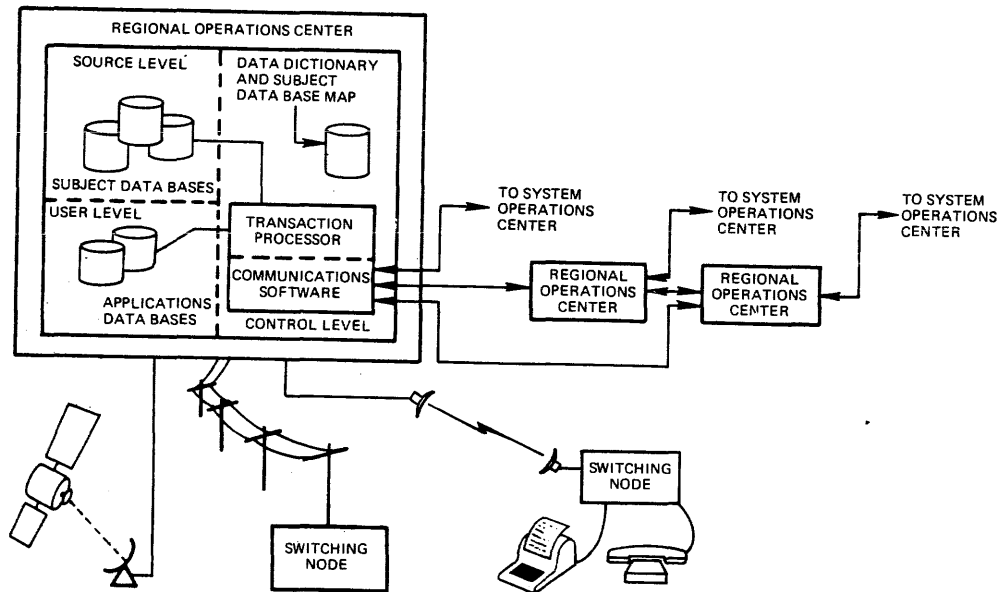 REGIONAL OPERATIONS CENTER
SOURCE LEVEL
DATA DICTIONARY
AND SUBJECT
DATA BASE MAP
SUBJECT DATA BASES
USER LEVEL
TRANSACTION
PROCESSOR
COMMUNICATIONS
SOFTWARE
APPLICATIONS
DATA BASES
CONTROL LEVEL
TO SYSTEM
OPERATIONS
CENTER
REGIONAL
OPERATIONS
CENTER
TO SYSTEM
OPERATIONS
CENTER
REGIONAL
OPERATIONS
CENTER
TO SYSTEM
OPERATIONS
CENTER
SWITCHING
NODE
SWITCHING
NODE